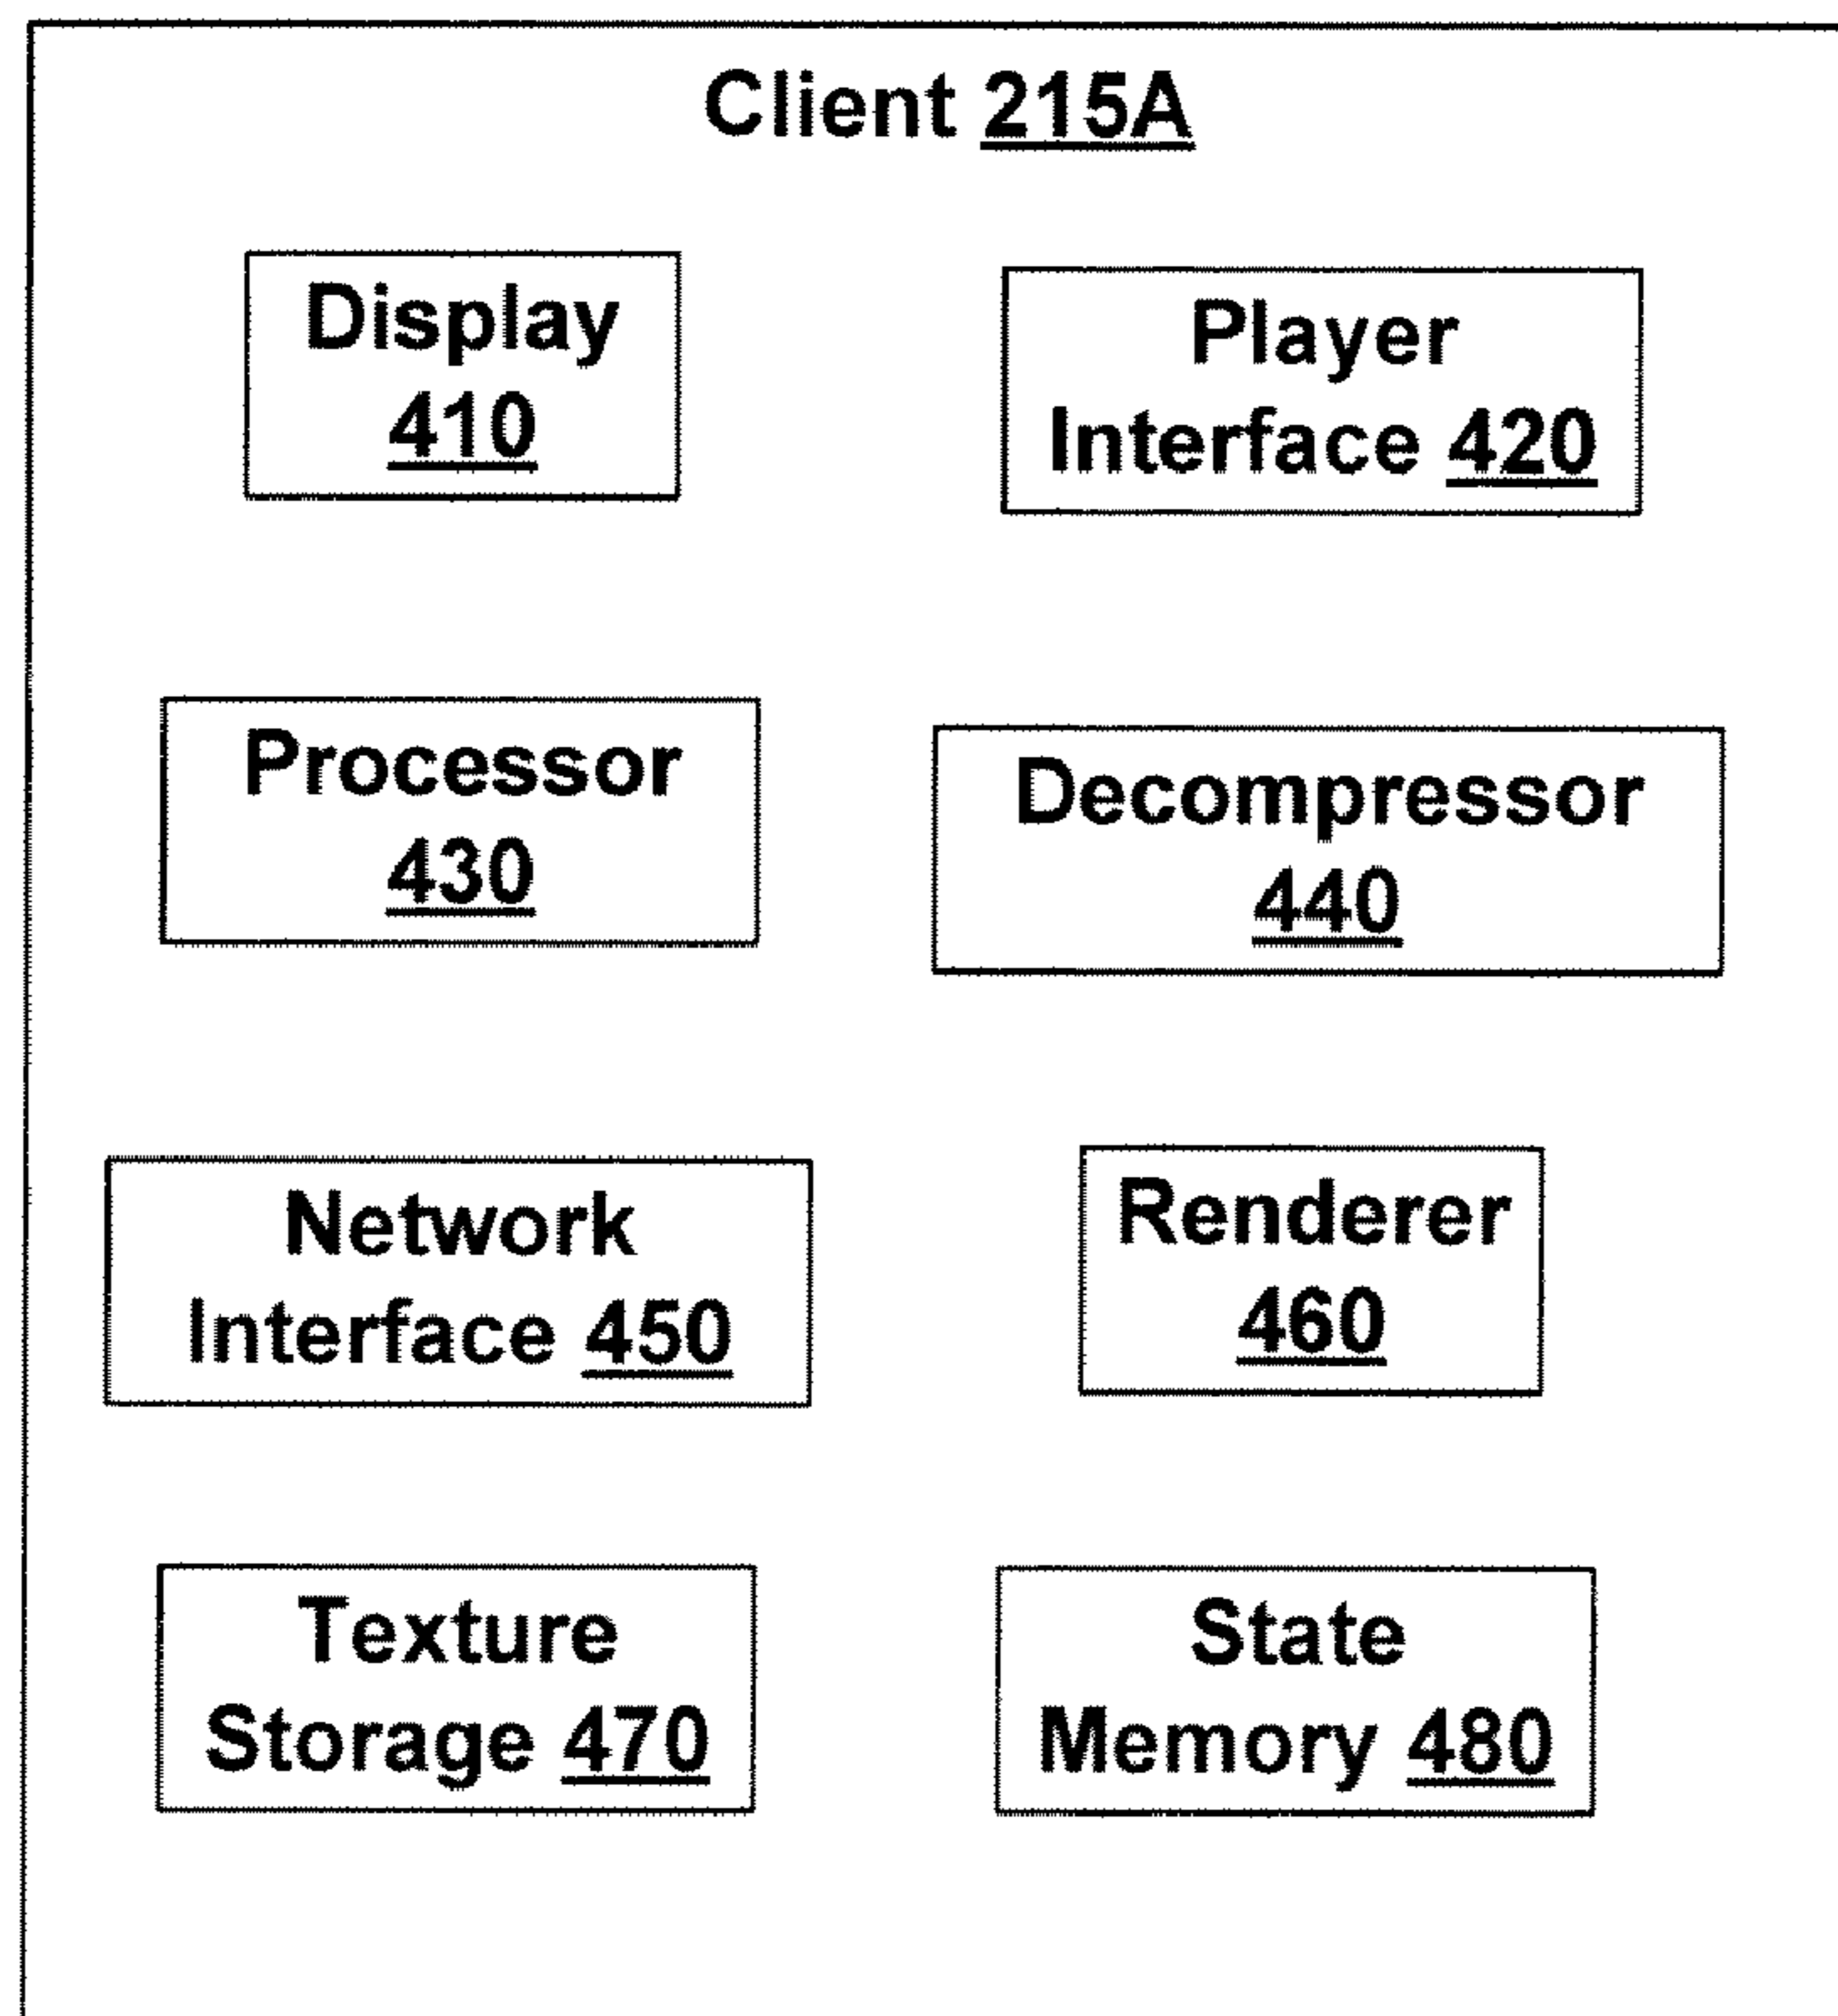 Client 215A
Display
410
Player
Interface 420
Processor
430
Decompressor
440
Network
Interface 450
Renderer
460
Texture
Storage 470
State
Memory 480